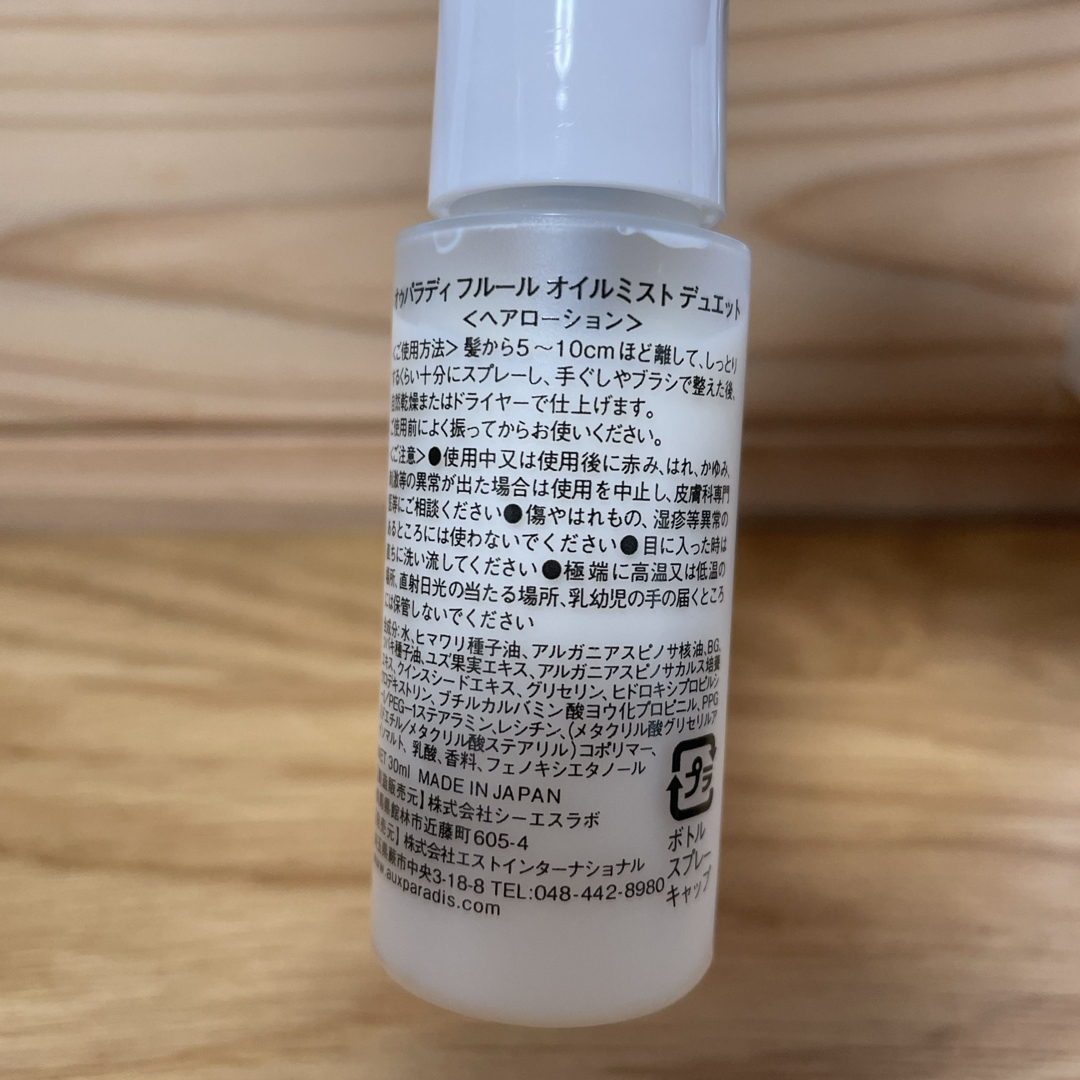 オゥパラディ フルール オイルミスト デュエット
<ヘアローション>
<ご使用方法> 髪から5〜10cmほど離して、しっとり
するくらい十分にスプレーし、手ぐしやブラシで整えた後、
自然乾燥またはドライヤーで仕上げます。
ご使用前によく振ってからお使いください。
<ご注意>●使用中又は使用後に赤み、はれ、かゆみ、
刺激等の異常が出た場合は使用を中止し、皮膚科専門
医等にご相談ください●傷やはれもの、湿疹等異常の
あるところには使わないでください●目に入った時は
直ちに洗い流してください●極端に高温又は低温の
場所、直射日光の当たる場所、乳幼児の手の届くところ
には保管しないでください
成分:水、ヒマワリ種子油、アルガニアスピノサ核油、BG、
種子油、ユズ果実エキス、アルガニアスピノサカルス培養
エキス、クインスシードエキス、グリセリン、ヒドロキシプロピルシ
クロデキストリン、ブチルカルバミン酸ヨウ化プロピニル、PPG
/PEG-1ステアラミン、レシチン、(メタクリル酸グリセリルア
エチル/メタクリル酸ステアリル)コポリマー、
マルト、乳酸、香料、フェノキシエタノール
NET 30ml MADE IN JAPAN
販売元】株式会社シーエスラボ
館林市近藤町605-4
売元】株式会社エストインターナショナル
県蕨市中央3-18-8 TEL:048-442-8980
www.auxparadis.com
プラ
ボトル
スプレー
キャップ